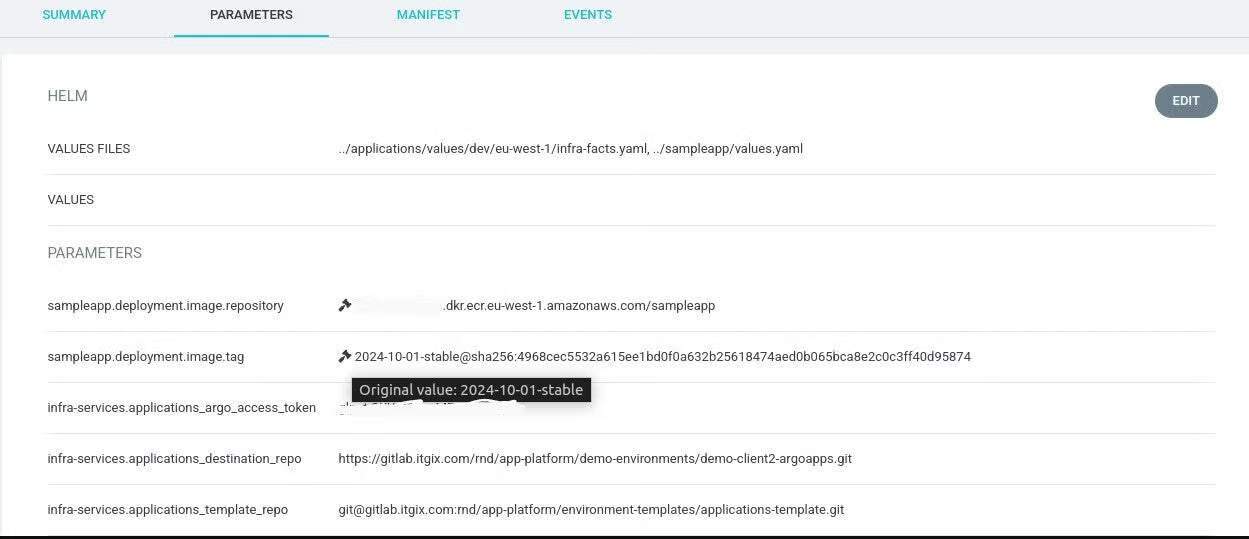 SUMMARY PARAMETERS MANIFEST EVENTS
HELM EDIT
VALUES FILES ../applications/values/dev/eu-west-1/infra-facts.yaml, ../sampleapp/values.yaml
VALUES
PARAMETERS
sampleapp.deployment.image.repository .dkr.ecr.eu-west-1.amazonaws.com/sampleapp
sampleapp.deployment.image.tag 2024-10-01-stable@sha256:4968cec5532a615ee1bd0f0a632b25618474aed0b065bca8e2c0c3ff40d95874
Original value: 2024-10-01-stable
infra-services.applications_argo_access_token
infra-services.applications_destination_repo https://gitlab.itgix.com/rnd/app-platform/demo-environments/demo-client2-argoapps.git
infra-services.applications_template_repo git@gitlab.itgix.com:rnd/app-platform/environment-templates/applications-template.git